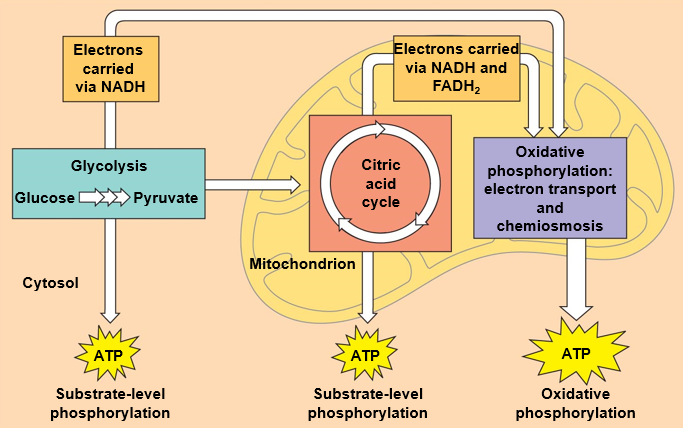 Electrons
carried
via NADH
Electrons carried
via NADH and
FADH₂
Glycolysis
Glucose Pyruvate
Citric
acid
cycle
Oxidative
phosphorylation:
electron transport
and
chemiosmosis
Mitochondrion
Cytosol
ATP
ATP
ATP
Substrate-level
phosphorylation
Substrate-level
phosphorylation
Oxidative
phosphorylation